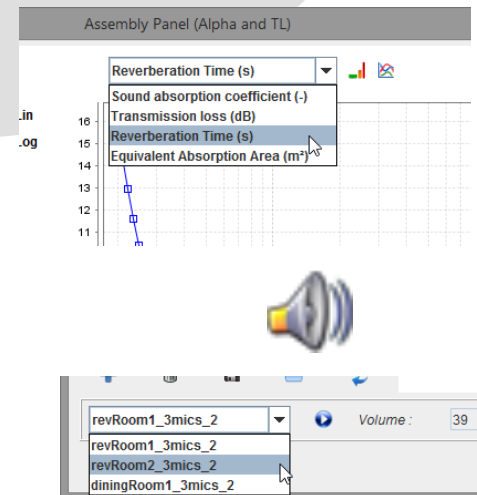 Assembly Panel (Alpha and TL)
Reverberation Time (s)
Sound absorption coefficient (-)
Transmission loss (dB)
Reverberation Time (s)
Equivalent Absorption Area (m²)
.in
.og
16
15
14
13
12
11
revRoom1_3mics_2
Volume :
39
revRoom1_3mics_2
revRoom2_3mics_2
diningRoom1_3mics_2